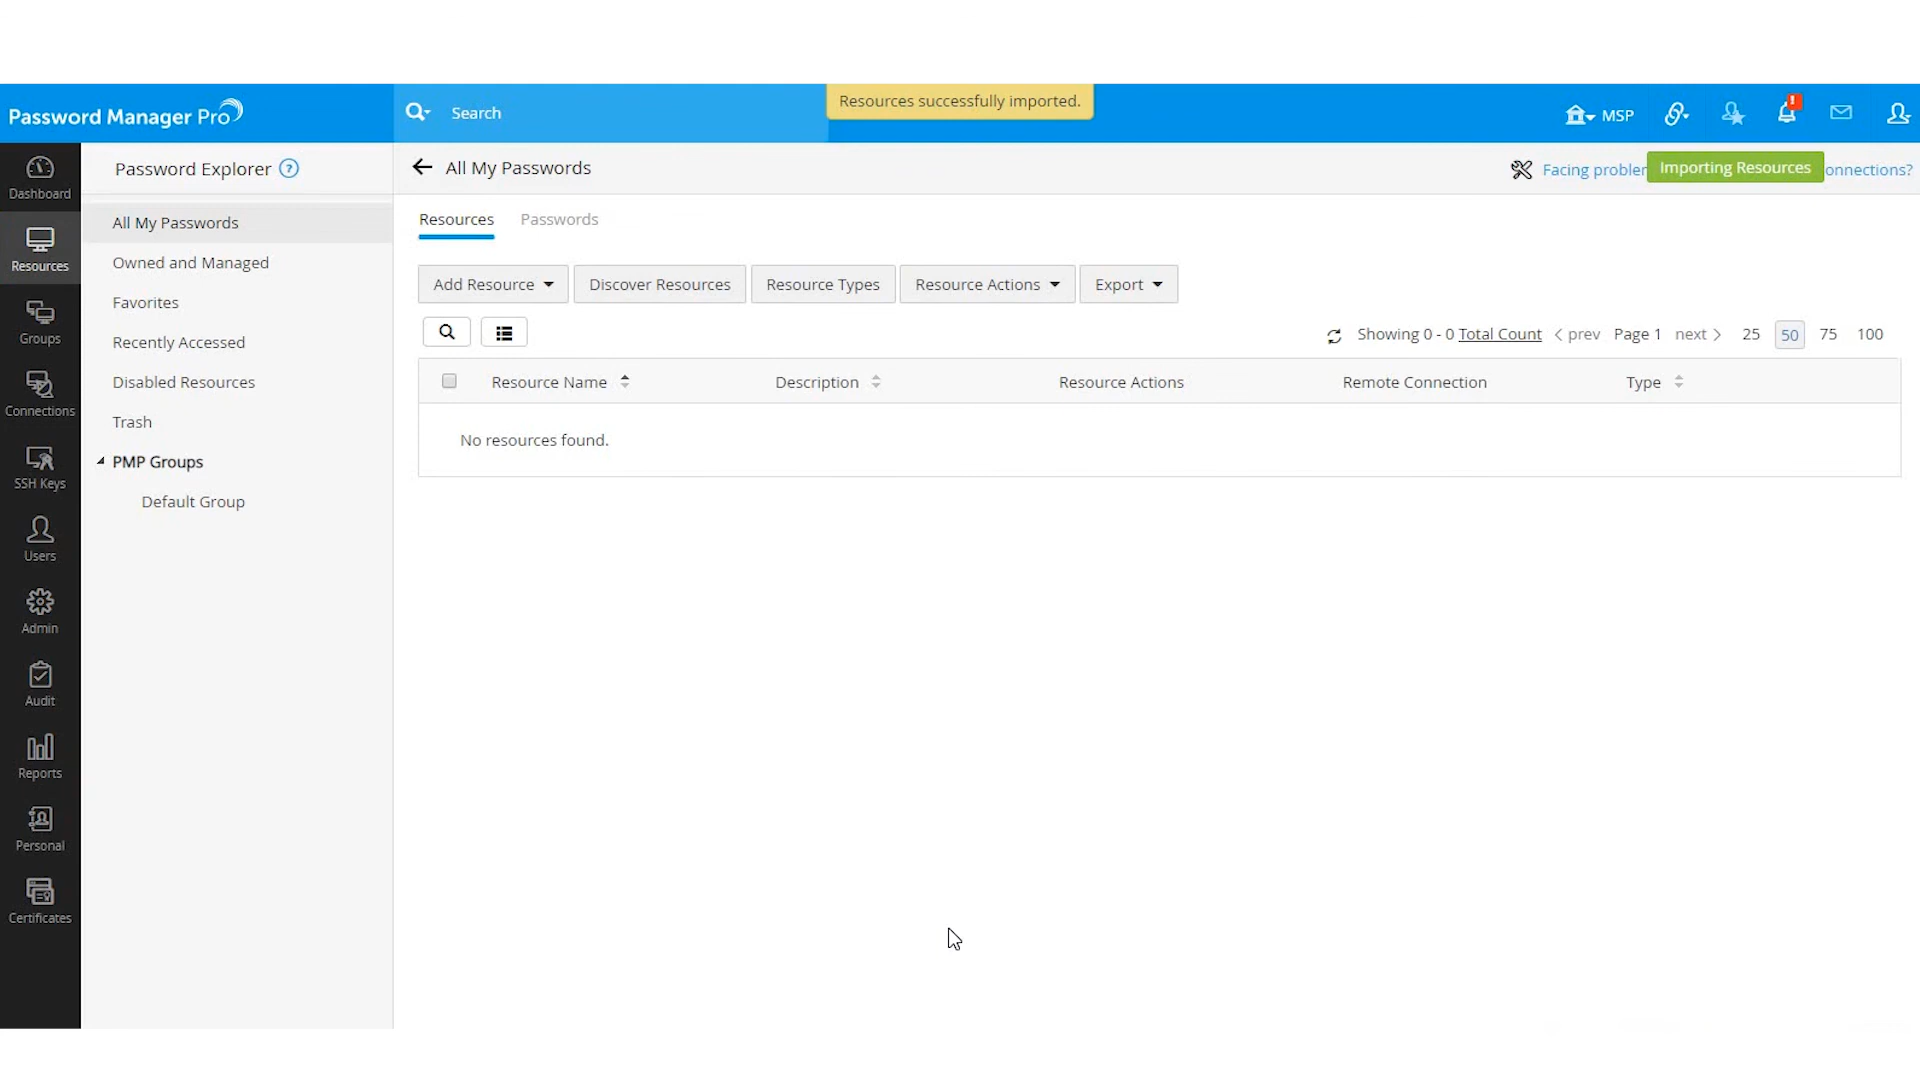 Password Manager Pro
Search
Resources successfully imported.
MSP
Dashboard
Resources
Groups
Connections
SSH Keys
Users
Admin
Audit
Reports
Personal
Certificates
Password Explorer ?
All My Passwords
Owned and Managed
Favorites
Recently Accessed
Disabled Resources
Trash
PMP Groups
Default Group
All My Passwords
Facing problem Importing Resources onnections?
Resources Passwords
Add Resource Discover Resources Resource Types Resource Actions Export
Showing 0 - 0 Total Count prev Page 1 next 25 50 75 100
Resource Name Description Resource Actions Remote Connection Type
No resources found.